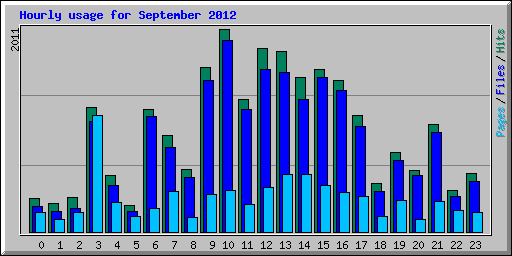 Hourly usage for September 2012
2011
Pages / Files / Hits
0 1 2 3 4 5 6 7 8 9 10 11 12 13 14 15 16 17 18 19 20 21 22 23